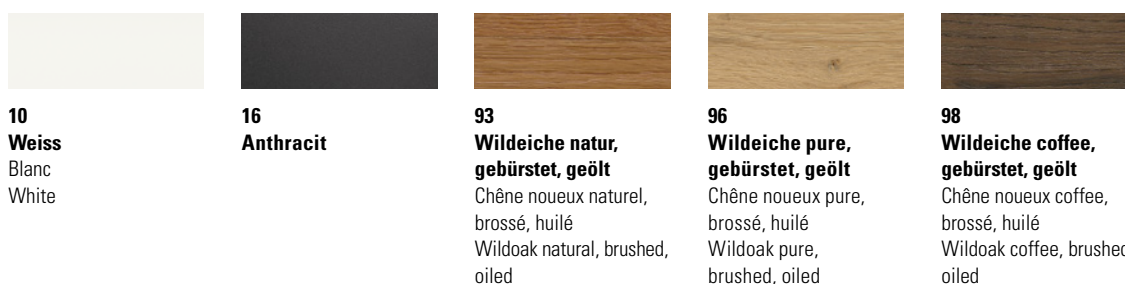 10
Weiss
Blanc
White
16
Anthracit
93
Wildeiche natur,
gebürstet, geölt
Chêne noueux naturel,
brossé, huilé
Wildoak natural, brushed,
oiled
96
Wildeiche pure,
gebürstet, geölt
Chêne noueux pure,
brossé, huilé
Wildoak pure,
brushed, oiled
98
Wildeiche coffee,
gebürstet, geölt
Chêne noueux coffee,
brossé, huilé
Wildoak coffee, brushed
oiled